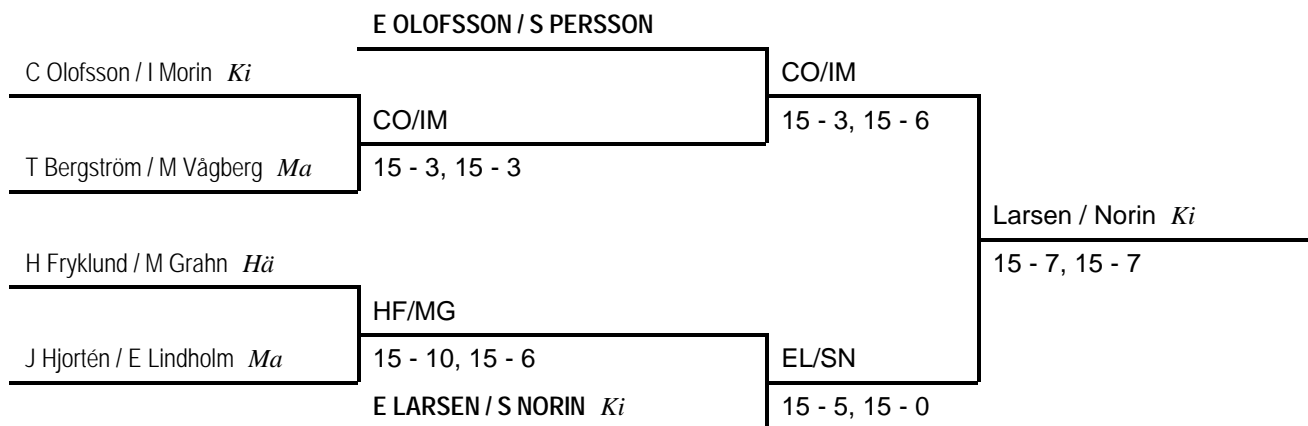 E OLOFSSON / S PERSSON
C Olofsson / I Morin Ki
CO/IM
CO/IM
15 - 3, 15 - 6
T Bergström / M Vågberg Ma
15 - 3, 15 - 3
Larsen / Norin Ki
H Fryklund / M Grahn Hä
15 - 7, 15 - 7
HF/MG
J Hjortén / E Lindholm Ma
15 - 10, 15 - 6
EL/SN
E LARSEN / S NORIN Ki
15 - 5, 15 - 0